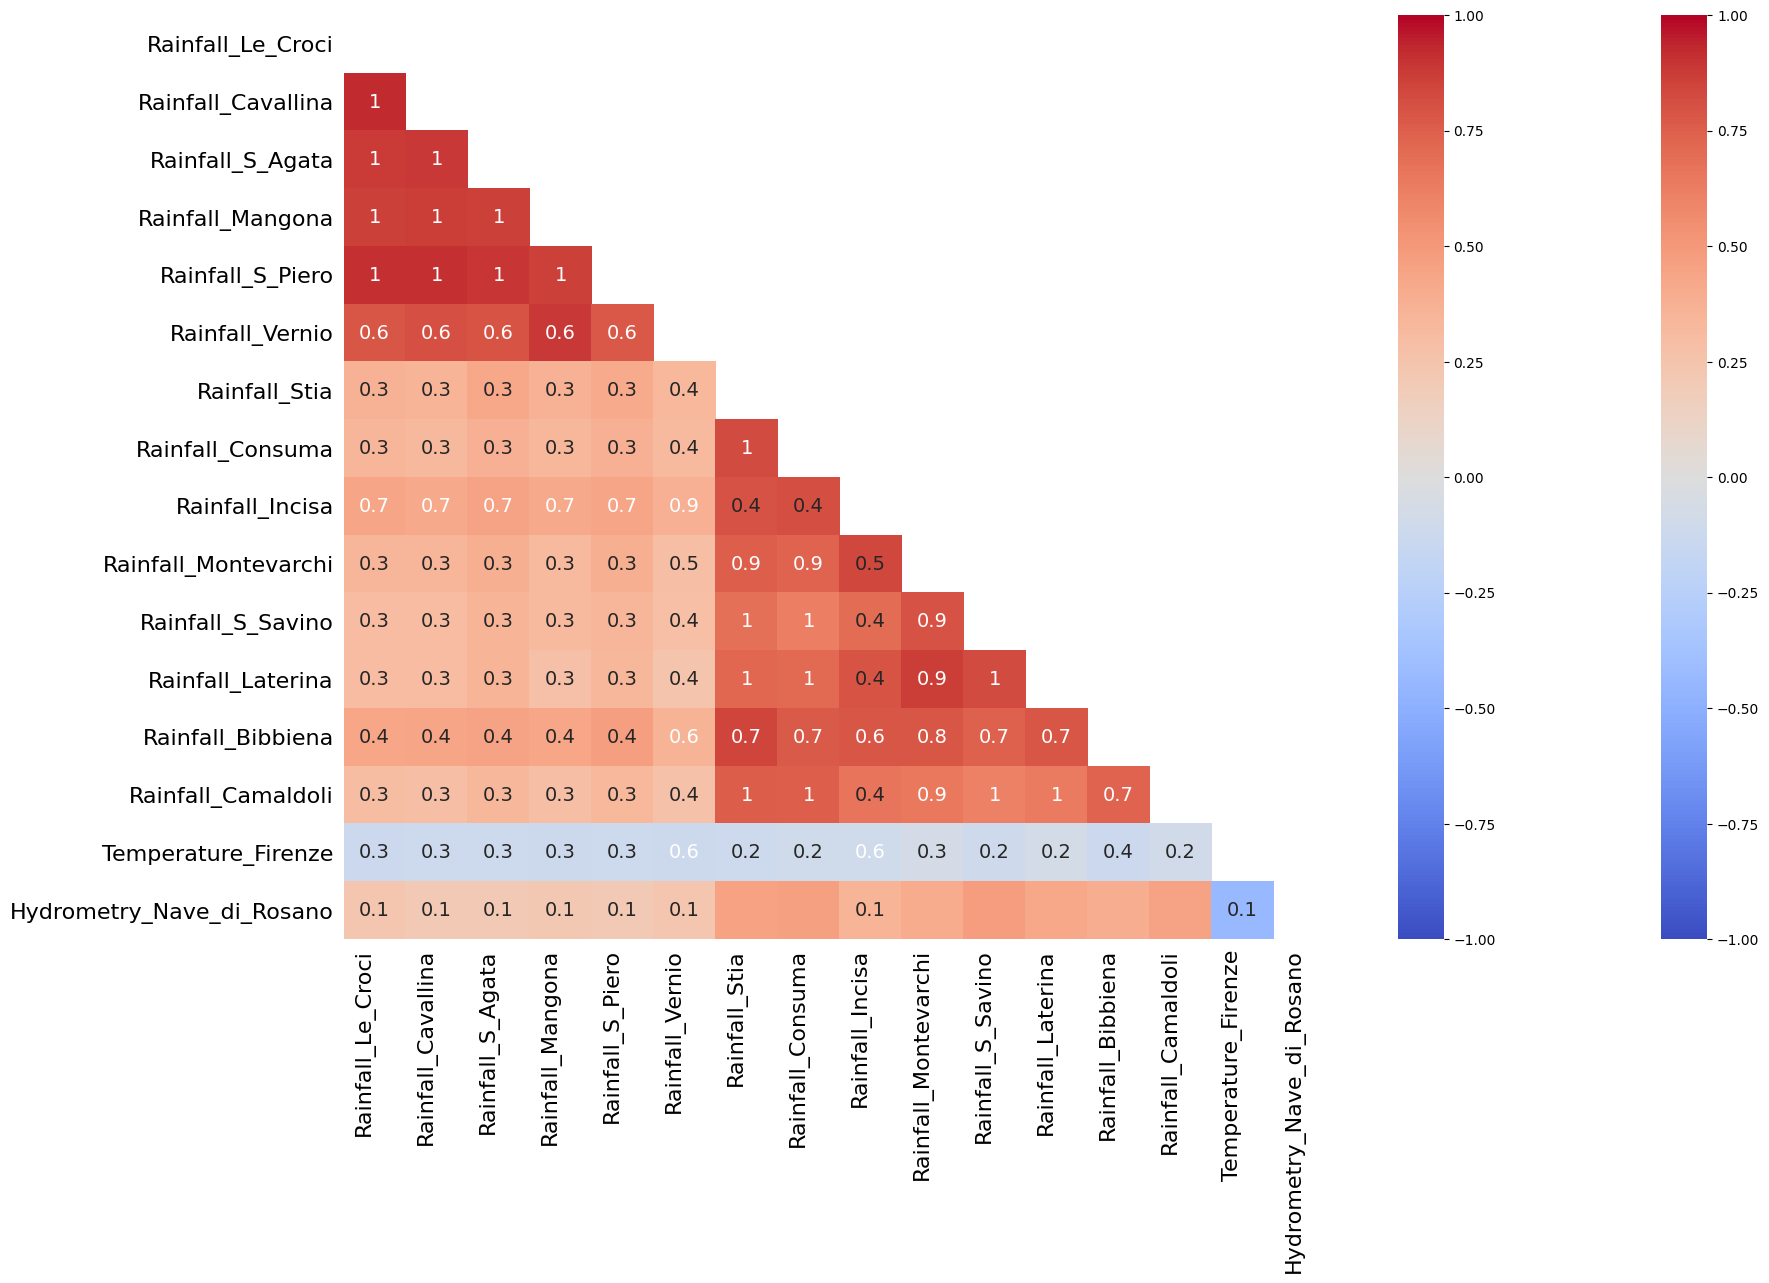 Rainfall_Le_Croci
Rainfall_Cavallina 1
Rainfall_S_Agata 1 1
Rainfall_Mangona 1 1 1
Rainfall_S_Piero 1 1 1 1
Rainfall_Vernio 0.6 0.6 0.6 0.6 0.6
Rainfall_Stia 0.3 0.3 0.3 0.3 0.3 0.4
Rainfall_Consuma 0.3 0.3 0.3 0.3 0.3 0.4 1
Rainfall_Incisa 0.7 0.7 0.7 0.7 0.7 0.9 0.4 0.4
Rainfall_Montevarchi 0.3 0.3 0.3 0.3 0.3 0.5 0.9 0.9 0.5
Rainfall_S_Savino 0.3 0.3 0.3 0.3 0.3 0.4 1 1 0.4 0.9
Rainfall_Laterina 0.3 0.3 0.3 0.3 0.3 0.4 1 1 0.4 0.9 1
Rainfall_Bibbiena 0.4 0.4 0.4 0.4 0.4 0.6 0.7 0.7 0.6 0.8 0.7 0.7
Rainfall_Camaldoli 0.3 0.3 0.3 0.3 0.3 0.4 1 1 0.4 0.9 1 1 0.7
Temperature_Firenze 0.3 0.3 0.3 0.3 0.3 0.6 0.2 0.2 0.6 0.3 0.2 0.2 0.4 0.2
Hydrometry_Nave_di_Rosano 0.1 0.1 0.1 0.1 0.1 0.1 0.1 0.1
Rainfall_Le_Croci
Rainfall_Cavallina
Rainfall_S_Agata
Rainfall_Mangona
Rainfall_S_Piero
Rainfall_Vernio
Rainfall_Stia
Rainfall_Consuma
Rainfall_Incisa
Rainfall_Montevarchi
Rainfall_S_Savino
Rainfall_Laterina
Rainfall_Bibbiena
Rainfall_Camaldoli
Temperature_Firenze
Hydrometry_Nave_di_Rosano
1.00
0.75
0.50
0.25
0.00
−0.25
−0.50
−0.75
−1.00
1.00
0.75
0.50
0.25
0.00
−0.25
−0.50
−0.75
−1.00